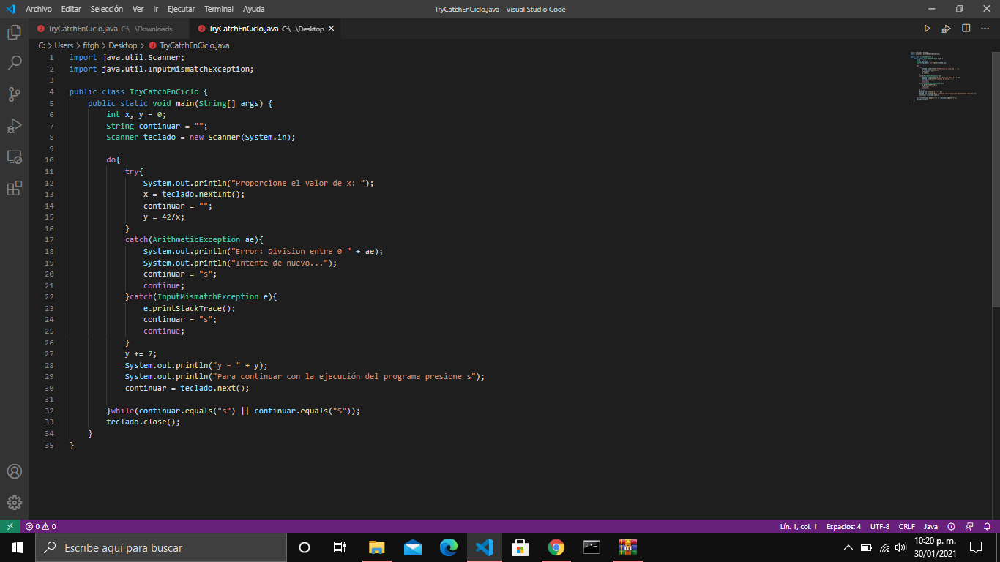 Archivo Editar Selección Ver Ir Ejecutar Terminal Ayuda TryCatchEnCiclo.java - Visual Studio Code
TryCatchEnCiclo.java C:\...\Downloads TryCatchEnCiclo.java C:\...\Desktop
C: > Users > fitgh > Desktop > TryCatchEnCiclo.java
1 import java.util.Scanner;
2 import java.util.InputMismatchException;
3
4 public class TryCatchEnCiclo {
5     public static void main(String[] args) {
6         int x, y = 0;
7         String continuar = "";
8         Scanner teclado = new Scanner(System.in);
9
10         do{
11             try{
12                 System.out.println("Proporcione el valor de x: ");
13                 x = teclado.nextInt();
14                 continuar = "";
15                 y = 42/x;
16             }
17             catch(ArithmeticException ae){
18                 System.out.println("Error: Division entre 0 " + ae);
19                 System.out.println("Intente de nuevo...");
20                 continuar = "s";
21                 continue;
22             }catch(InputMismatchException e){
23                 e.printStackTrace();
24                 continuar = "s";
25                 continue;
26             }
27             y += 7;
28             System.out.println("y = " + y);
29             System.out.println("Para continuar con la ejecución del programa presione s");
30             continuar = teclado.next();
31
32         }while(continuar.equals("s") || continuar.equals("S"));
33         teclado.close();
34     }
35 }
0 0 Lín. 1, col. 1 Espacios: 4 UTF-8 CRLF Java
Escribe aquí para buscar
10:20 p. m.
30/01/2021